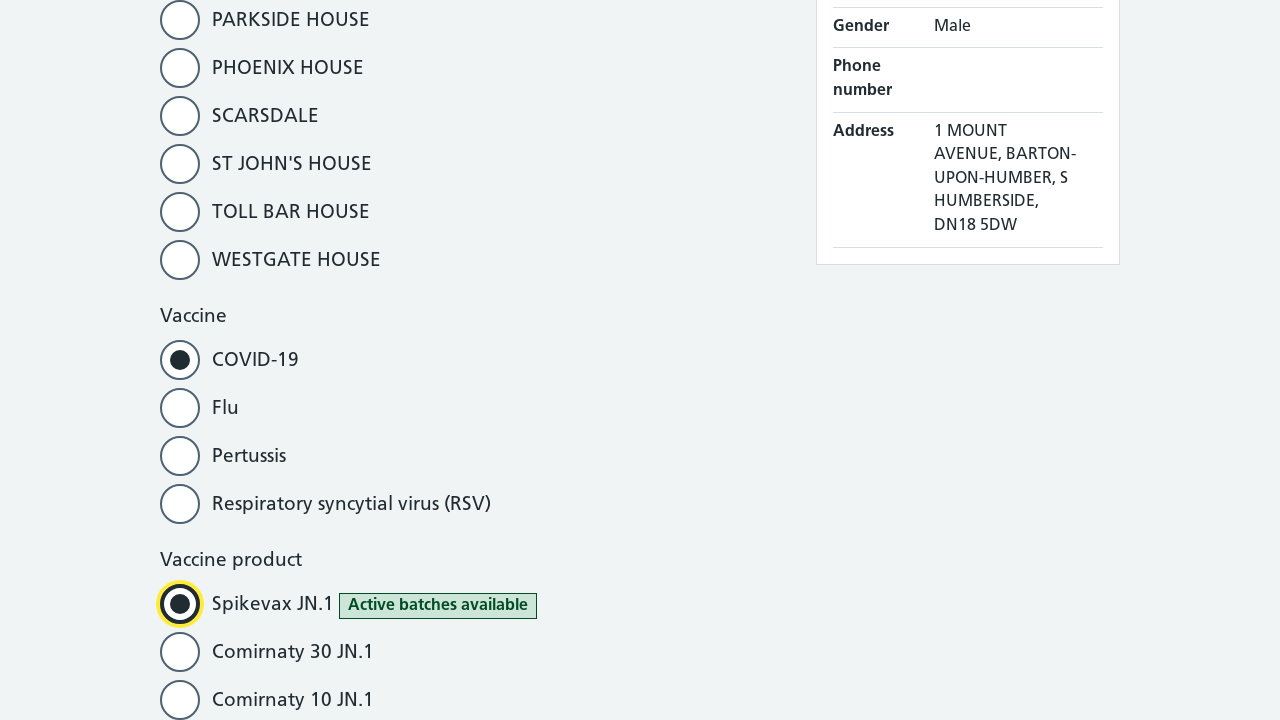 PARKSIDE HOUSE
PHOENIX HOUSE
SCARSDALE
ST JOHN'S HOUSE
TOLL BAR HOUSE
WESTGATE HOUSE
Vaccine
COVID-19
Flu
Pertussis
Respiratory syncytial virus (RSV)
Vaccine product
Spikevax JN.1 Active batches available
Comirnaty 30 JN.1
Comirnaty 10 JN.1
Gender Male
Phone
number
Address 1 MOUNT
AVENUE, BARTON-
UPON-HUMBER, S
HUMBERSIDE,
DN18 5DW